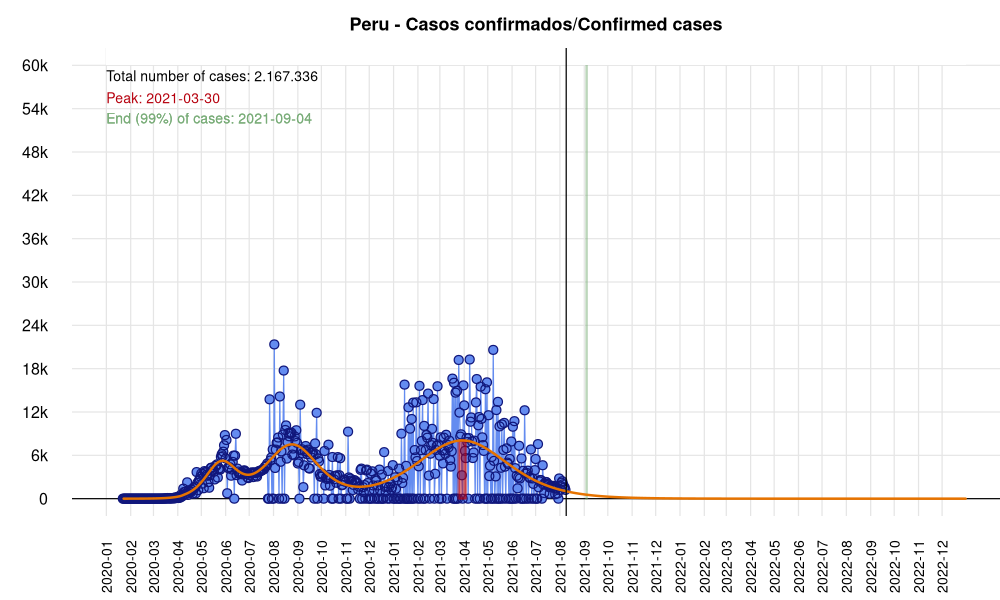 Peru - Casos confirmados/Confirmed cases
Total number of cases: 2.167.336
Peak: 2021-03-30
End (99%) of cases: 2021-09-04
60k
54k
48k
42k
36k
30k
24k
18k
12k
6k
0
2020-01
2020-02
2020-03
2020-04
2020-05
2020-06
2020-07
2020-08
2020-09
2020-10
2020-11
2020-12
2021-01
2021-02
2021-03
2021-04
2021-05
2021-06
2021-07
2021-08
2021-09
2021-10
2021-11
2021-12
2022-01
2022-02
2022-03
2022-04
2022-05
2022-06
2022-07
2022-08
2022-09
2022-10
2022-11
2022-12